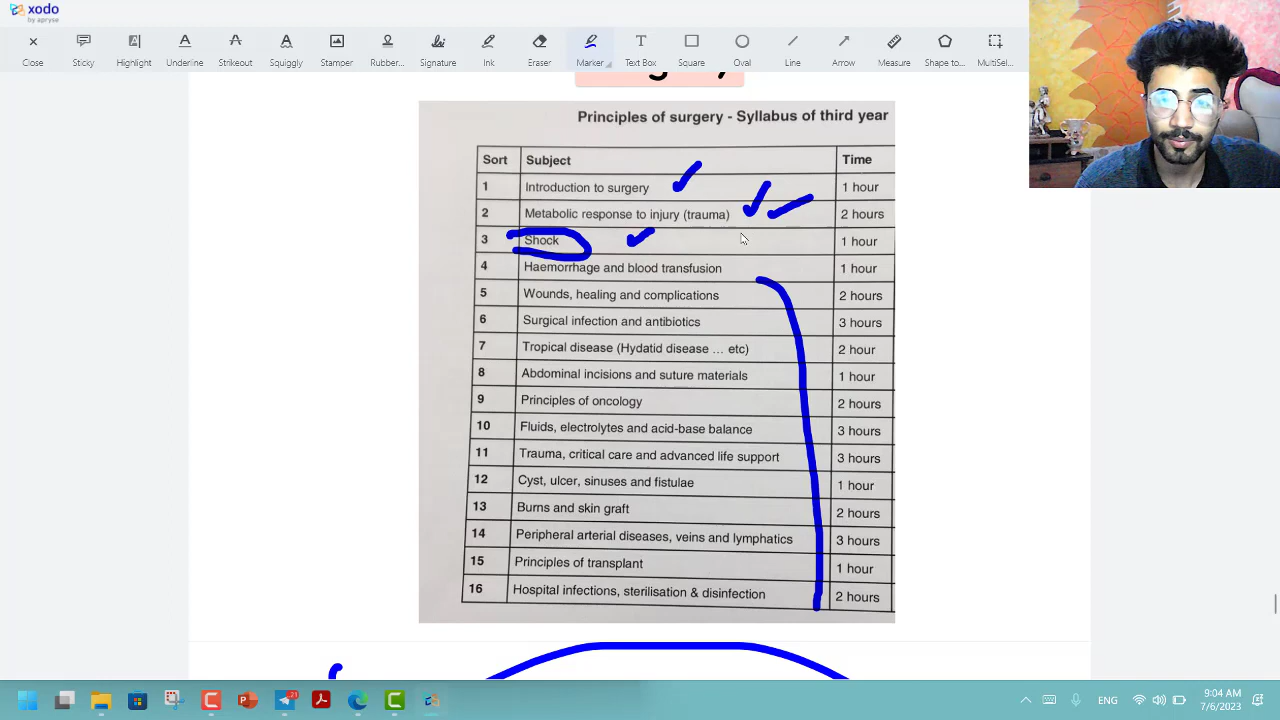 xodo
by apryse
Close Sticky Highlight Underline Strikeout Squiggly Stamper Rubber... Signature Ink Eraser Marker Text Box Square Oval Line Arrow Measure Shape to... MultiSel...
Principles of surgery - Syllabus of third year
Sort Subject Time
1 Introduction to surgery 1 hour
2 Metabolic response to injury (trauma) 2 hours
3 Shock 1 hour
4 Haemorrhage and blood transfusion 1 hour
5 Wounds, healing and complications 2 hours
6 Surgical infection and antibiotics 3 hours
7 Tropical disease (Hydatid disease ... etc) 2 hour
8 Abdominal incisions and suture materials 1 hour
9 Principles of oncology 2 hours
10 Fluids, electrolytes and acid-base balance 3 hours
11 Trauma, critical care and advanced life support 3 hours
12 Cyst, ulcer, sinuses and fistulae 1 hour
13 Burns and skin graft 2 hours
14 Peripheral arterial diseases, veins and lymphatics 3 hours
15 Principles of transplant 1 hour
16 Hospital infections, sterilisation & disinfection 2 hours
21
ENG
9:04 AM
7/6/2023